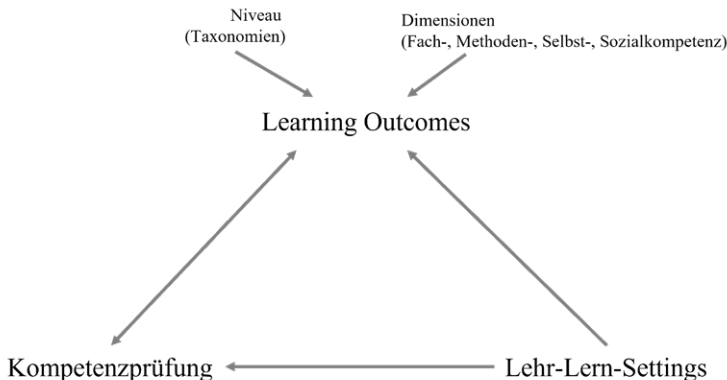 Niveau
(Taxonomien)
Dimensionen
(Fach-, Methoden-, Selbst-, Sozialkompetenz)
Learning Outcomes
Kompetenzprüfung
Lehr-Lern-Settings